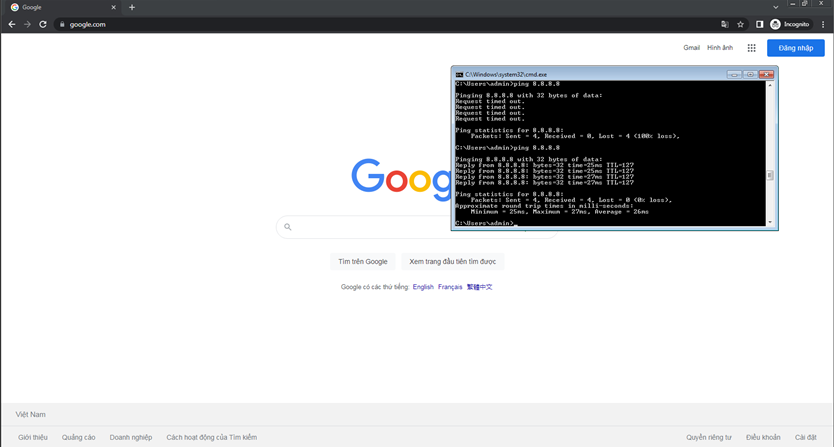 Google
google.com
Incognito
Gmail Hình ảnh
Đăng nhập
C:\Windows\system32\cmd.exe
C:\Users\admin>ping 8.8.8.8
Pinging 8.8.8.8 with 32 bytes of data:
Request timed out.
Request timed out.
Request timed out.
Request timed out.
Ping statistics for 8.8.8.8:
Packets: Sent = 4, Received = 0, Lost = 4 (100% loss),
C:\Users\admin>ping 8.8.8.8
Pinging 8.8.8.8 with 32 bytes of data:
Reply from 8.8.8.8: bytes=32 time=25ms TTL=127
Reply from 8.8.8.8: bytes=32 time=25ms TTL=127
Reply from 8.8.8.8: bytes=32 time=27ms TTL=127
Reply from 8.8.8.8: bytes=32 time=27ms TTL=127
Ping statistics for 8.8.8.8:
Packets: Sent = 4, Received = 4, Lost = 0 (0% loss),
Approximate round trip times in milli-seconds:
Minimum = 25ms, Maximum = 27ms, Average = 26ms
C:\Users\admin>_
Goog
Tìm trên Google Xem trang đầu tiên tìm được
Google có các thứ tiếng: English Français 繁體中文
Việt Nam
Giới thiệu Quảng cáo Doanh nghiệp Cách hoạt động của Tìm kiếm Quyền riêng tư Điều khoản Cài đặt